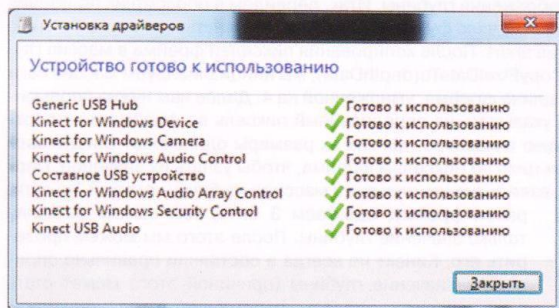 Установка драйверов
Устройство готово к использованию
Generic USB Hub Готово к использованию
Kinect for Windows Device Готово к использованию
Kinect for Windows Camera Готово к использованию
Kinect for Windows Audio Control Готово к использованию
Составное USB устройство Готово к использованию
Kinect for Windows Audio Array Control Готово к использованию
Kinect for Windows Security Control Готово к использованию
Kinect USB Audio Готово к использованию
Закрыть